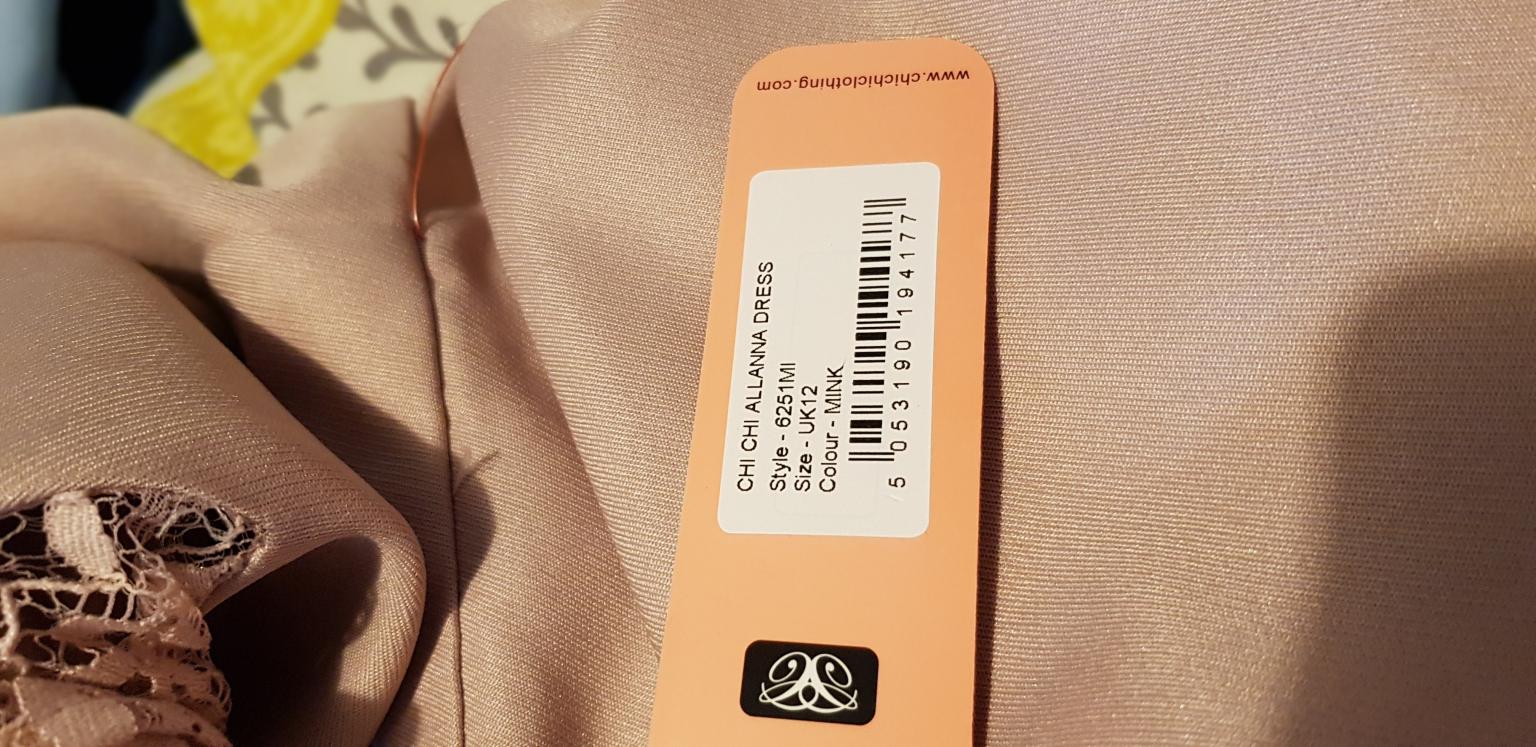 www.chichiclothing.com
CHI CHI ALLANNA DRESS
Style - 6251MI
Size - UK12
Colour - MINK
5 053190 194177